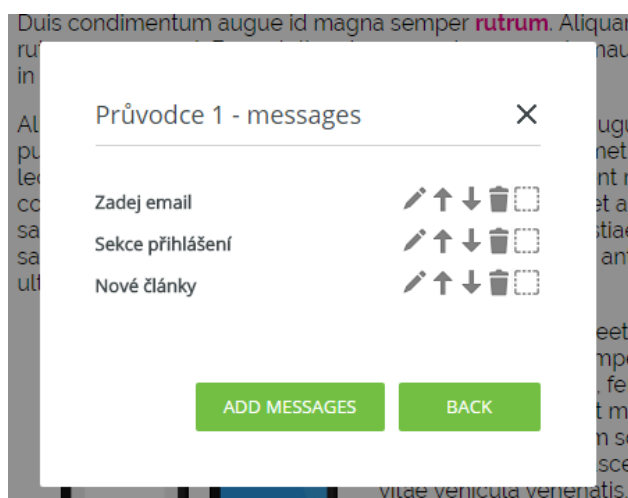 Duis condimentum augue id magna semper rutrum. Aliquar
in
Průvodce 1 - messages
Zadej email
Sekce přihlášení
Nové články
ADD MESSAGES
BACK
vitae vehicula venenatis